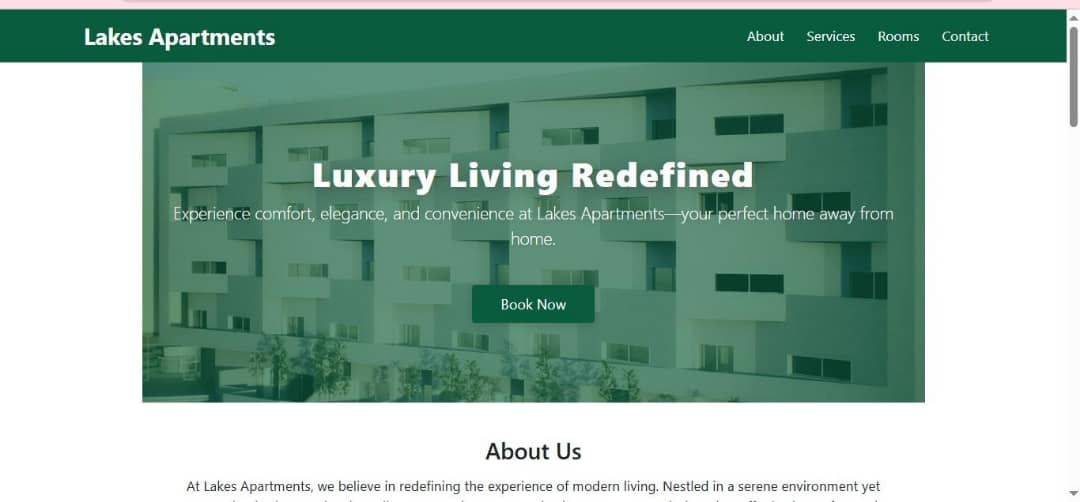 Lakes Apartments
About Services Rooms Contact
Luxury Living Redefined
Experience comfort, elegance, and convenience at Lakes Apartments—your perfect home away from
home.
Book Now
About Us
At Lakes Apartments, we believe in redefining the experience of modern living. Nestled in a serene environment yet